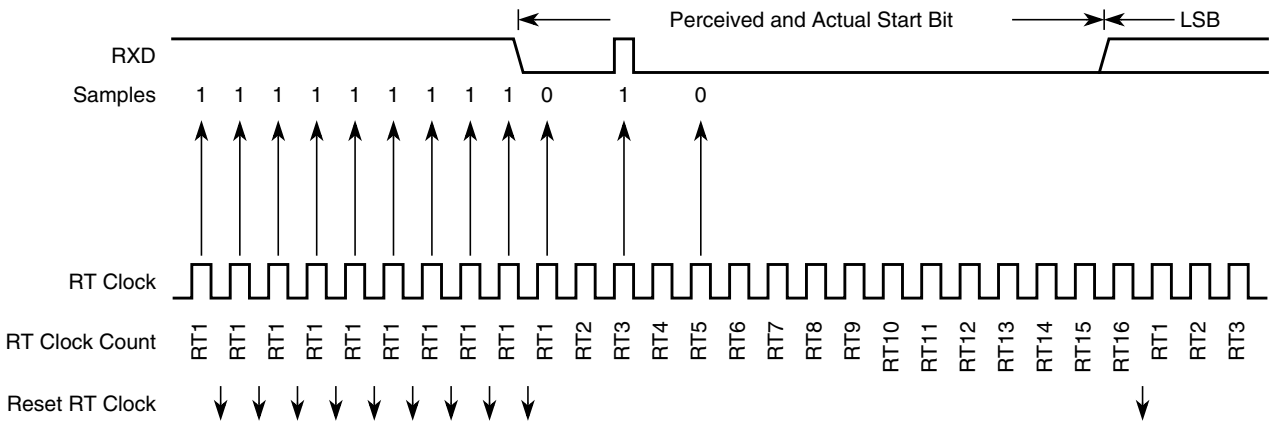 Perceived and Actual Start Bit LSB
RXD
Samples 1 1 1 1 1 1 1 1 1 0 1 0
RT Clock
RT Clock Count RT1 RT1 RT1 RT1 RT1 RT1 RT1 RT1 RT1 RT1 RT2 RT3 RT4 RT5 RT6 RT7 RT8 RT9 RT10 RT11 RT12 RT13 RT14 RT15 RT16 RT1 RT2 RT3
Reset RT Clock